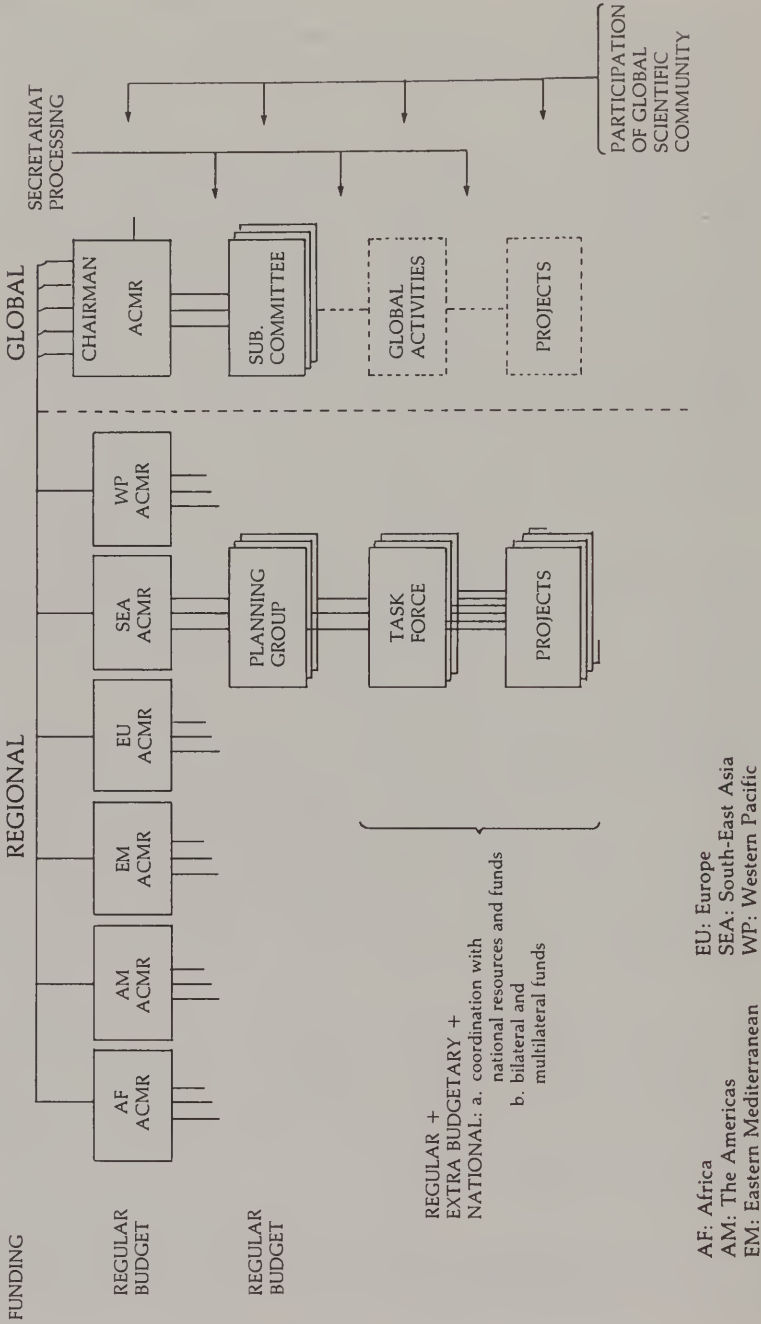 FUNDING
REGIONAL
GLOBAL
SECRETARIAT
PROCESSING
REGULAR
BUDGET
AF
ACMR
AM
ACMR
EM
ACMR
EU
ACMR
SEA
ACMR
WP
ACMR
CHAIRMAN
ACMR
REGULAR
BUDGET
PLANNING
GROUP
SUB.
COMMITTEE
REGULAR +
EXTRA BUDGETARY +
NATIONAL: a. coordination with
national resources and funds
b. bilateral and
multilateral funds
TASK
FORCE
GLOBAL
ACTIVITIES
PROJECTS
PROJECTS
PARTICIPATION
OF GLOBAL
SCIENTIFIC
COMMUNITY
AF: Africa
AM: The Americas
EM: Eastern Mediterranean
EU: Europe
SEA: South-East Asia
WP: Western Pacific